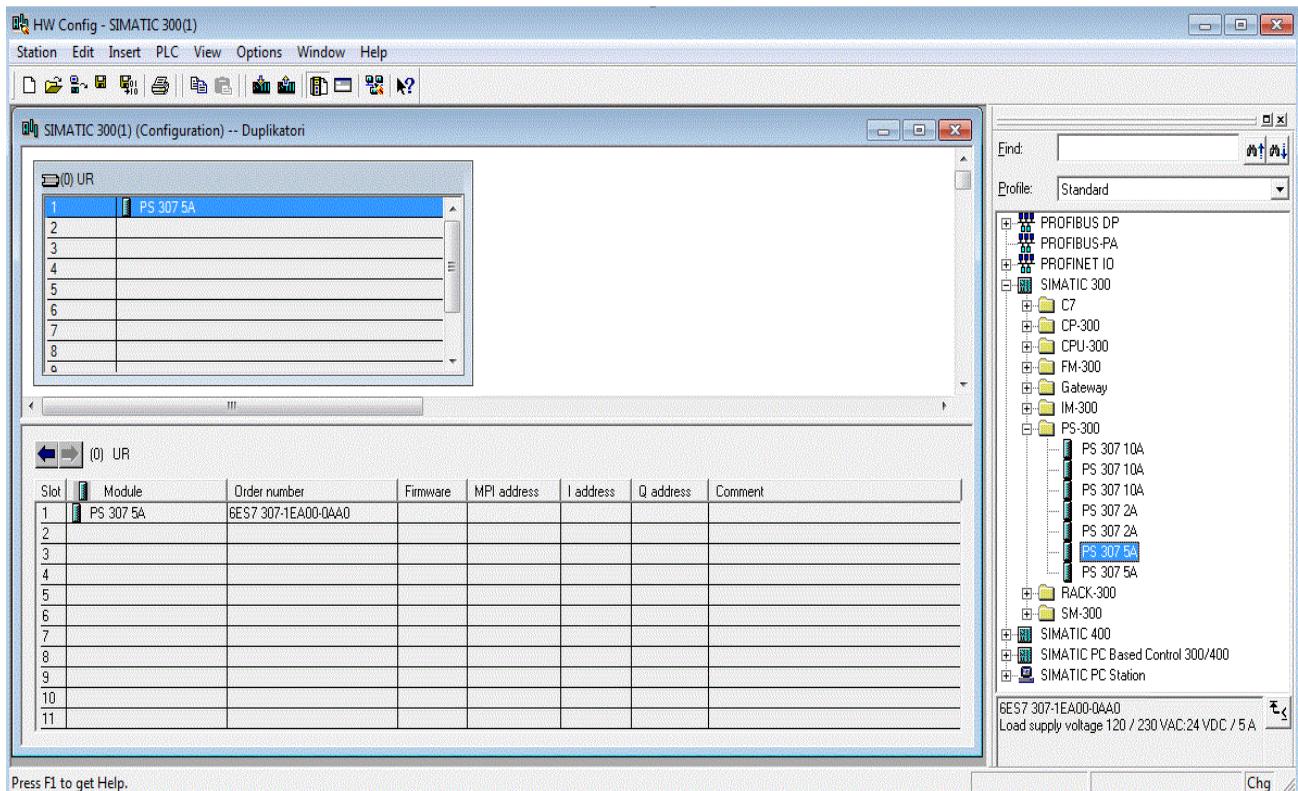 HW Config - SIMATIC 300(1)
Station Edit Insert PLC View Options Window Help
SIMATIC 300(1) (Configuration) -- Duplikatori
(0) UR
1 PS 307 5A
2
3
4
5
6
7
8
9
(0) UR
Slot Module Order number Firmware MPI address I address Q address Comment
1 PS 307 5A 6ES7 307-1EA00-0AA0
2
3
4
5
6
7
8
9
10
11
Find:
Profile: Standard
PROFIBUS DP
PROFIBUS-PA
PROFINET IO
SIMATIC 300
C7
CP-300
CPU-300
FM-300
Gateway
IM-300
PS-300
PS 307 10A
PS 307 10A
PS 307 10A
PS 307 2A
PS 307 2A
PS 307 5A
PS 307 5A
RACK-300
SM-300
SIMATIC 400
SIMATIC PC Based Control 300/400
SIMATIC PC Station
6ES7 307-1EA00-0AA0
Load supply voltage 120 / 230 VAC:24 VDC / 5 A
Press F1 to get Help.
Chg